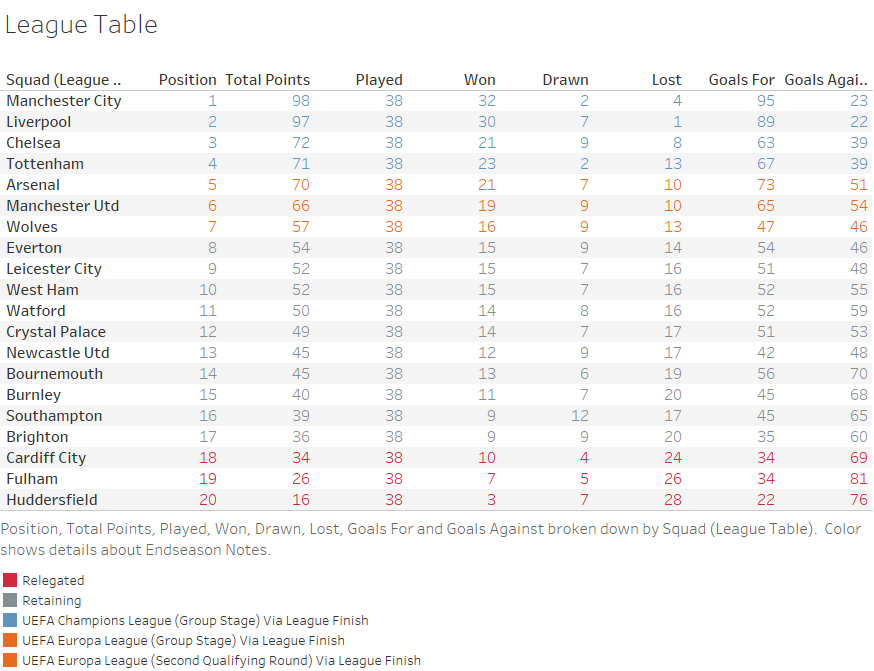 League Table
Squad (League .. Position Total Points Played Won Drawn Lost Goals For Goals Agai..
Manchester City 1 98 38 32 2 4 95 23
Liverpool 2 97 38 30 7 1 89 22
Chelsea 3 72 38 21 9 8 63 39
Tottenham 4 71 38 23 2 13 67 39
Arsenal 5 70 38 21 7 10 73 51
Manchester Utd 6 66 38 19 9 10 65 54
Wolves 7 57 38 16 9 13 47 46
Everton 8 54 38 15 9 14 54 46
Leicester City 9 52 38 15 7 16 51 48
West Ham 10 52 38 15 7 16 52 55
Watford 11 50 38 14 8 16 52 59
Crystal Palace 12 49 38 14 7 17 51 53
Newcastle Utd 13 45 38 12 9 17 42 48
Bournemouth 14 45 38 13 6 19 56 70
Burnley 15 40 38 11 7 20 45 68
Southampton 16 39 38 9 12 17 45 65
Brighton 17 36 38 9 9 20 35 60
Cardiff City 18 34 38 10 4 24 34 69
Fulham 19 26 38 7 5 26 34 81
Huddersfield 20 16 38 3 7 28 22 76
Position, Total Points, Played, Won, Drawn, Lost, Goals For and Goals Against broken down by Squad (League Table).  Color
shows details about Endseason Notes.
Relegated
Retaining
UEFA Champions League (Group Stage) Via League Finish
UEFA Europa League (Group Stage) Via League Finish
UEFA Europa League (Second Qualifying Round) Via League Finish